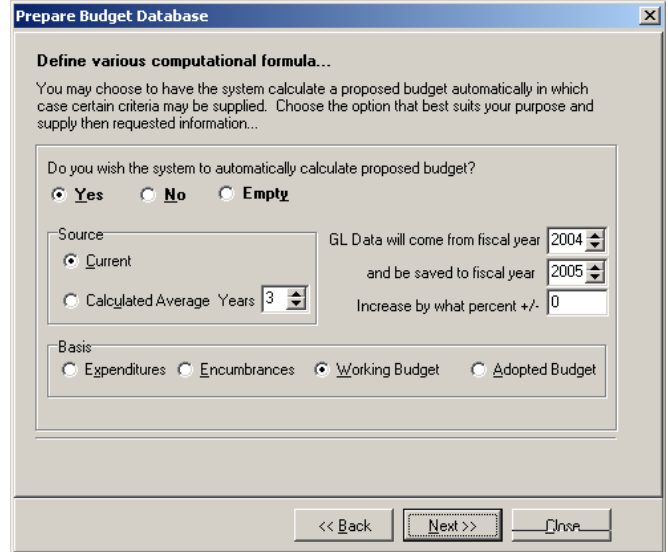 Prepare Budget Database
Define various computational formula...
You may choose to have the system calculate a proposed budget automatically in which
case certain criteria may be supplied. Choose the option that best suits your purpose and
supply then requested information...
Do you wish the system to automatically calculate proposed budget?
Yes No Empty
Source
Current
Calculated Average Years 3
GL Data will come from fiscal year 2004
and be saved to fiscal year 2005
Increase by what percent +/- 0
Basis
Expenditures Encumbrances Working Budget Adopted Budget
<< Back Next >> Close